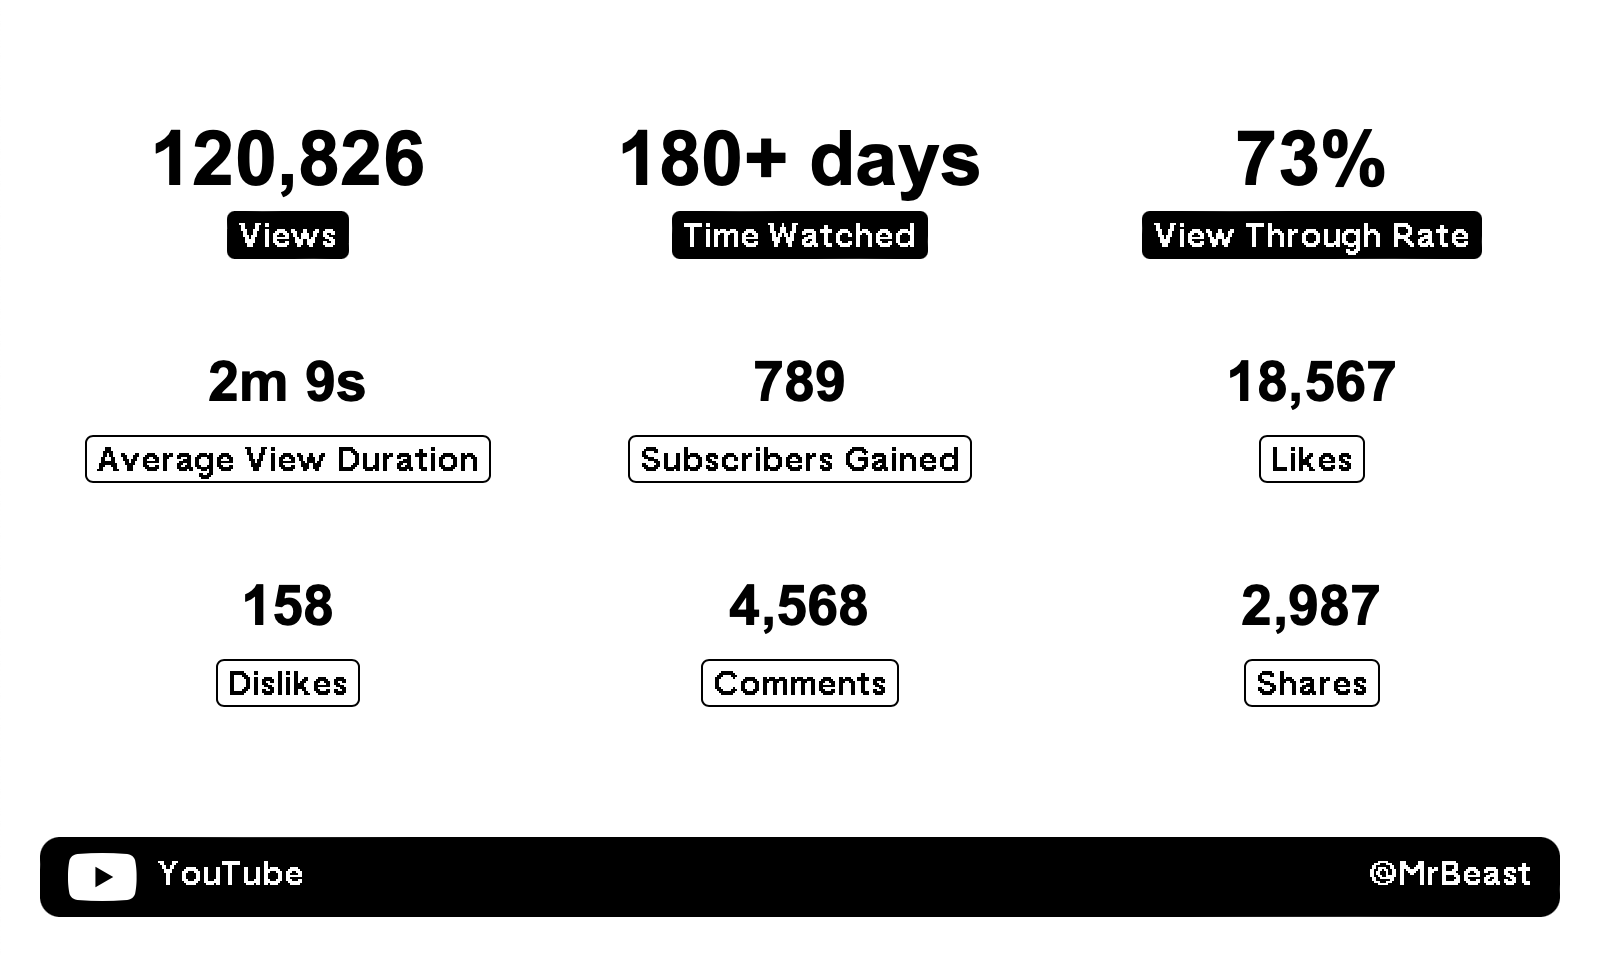 120,826
180+ days
73%
Views
Time Watched
View Through Rate
2m 9s
789
18,567
Average View Duration
Subscribers Gained
Likes
158
4,568
2,987
Dislikes
Comments
Shares
YouTube
@MrBeast